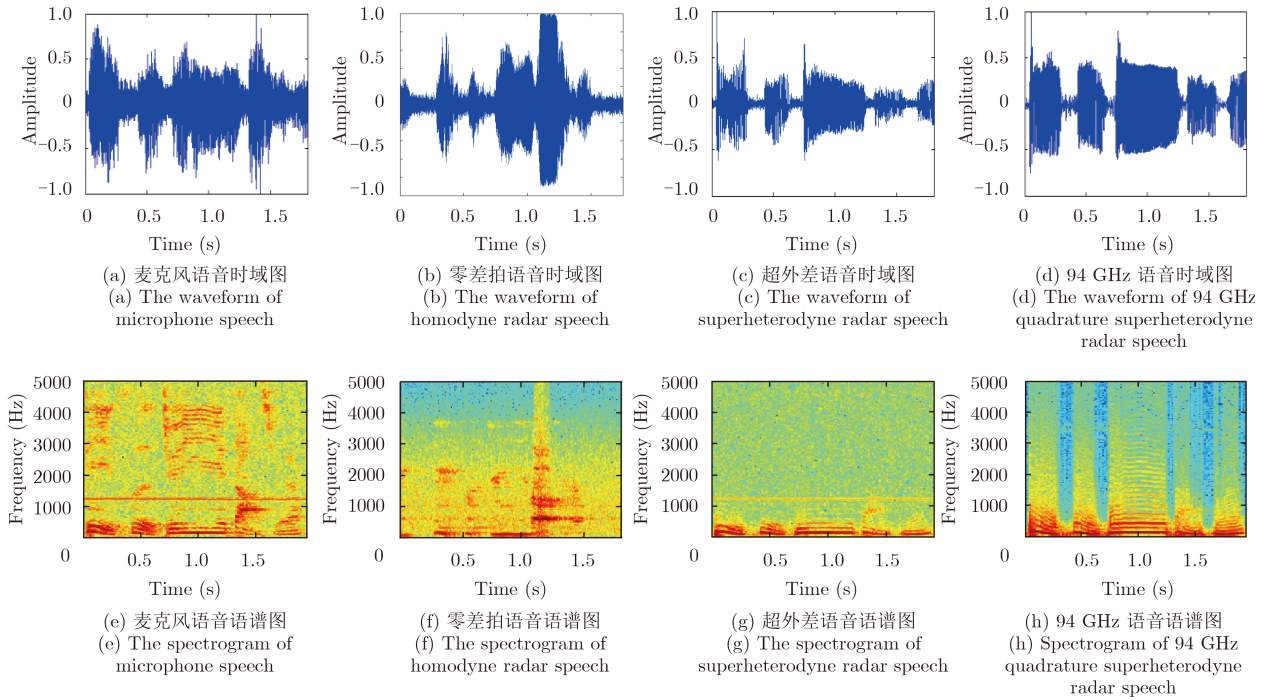 1.0
0.5
0
−0.5
−1.0
Amplitude
0
0.5
1.0
1.5
Time (s)
(a) 麦克风语音时域图
(a) The waveform of
microphone speech
1.0
0.5
0
−0.5
−1.0
Amplitude
0
0.5
1.0
1.5
Time (s)
(b) 零差拍语音时域图
(b) The waveform of
homodyne radar speech
1.0
0.5
0
−0.5
−1.0
Amplitude
0
0.5
1.0
1.5
Time (s)
(c) 超外差语音时域图
(c) The waveform of
superheterodyne radar speech
1.0
0.5
0
−0.5
−1.0
Amplitude
0
0.5
1.0
1.5
Time (s)
(d) 94 GHz 语音时域图
(d) The waveform of 94 GHz
quadrature superheterodyne
radar speech
5000
4000
3000
2000
1000
0
Frequency (Hz)
0.5
1.0
1.5
Time (s)
(e) 麦克风语音语谱图
(e) The spectrogram of
microphone speech
5000
4000
3000
2000
1000
0
Frequency (Hz)
0.5
1.0
1.5
Time (s)
(f) 零差拍语音语谱图
(f) The spectrogram of
homodyne radar speech
5000
4000
3000
2000
1000
0
Frequency (Hz)
0.5
1.0
1.5
Time (s)
(g) 超外差语音语谱图
(g) The spectrogram of
superheterodyne radar speech
5000
4000
3000
2000
1000
0
Frequency (Hz)
0.5
1.0
1.5
Time (s)
(h) 94 GHz 语音语谱图
(h) Spectrogram of 94 GHz
quadrature superheterodyne
radar speech